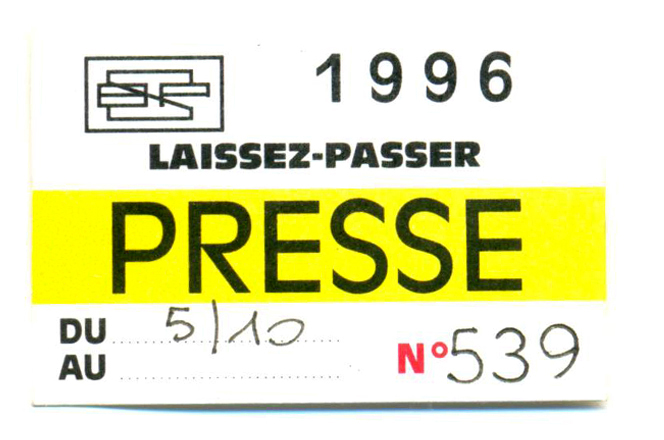 1996
LAISSEZ-PASSER
PRESSE
DU 5/10
AU
N° 539